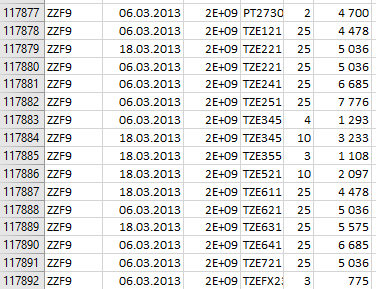 117877 ZZF9 06.03.2013 2E+09 PT2730 2 4 700
117878 ZZF9 06.03.2013 2E+09 TZE121 25 4 478
117879 ZZF9 18.03.2013 2E+09 TZE221 25 5 036
117880 ZZF9 06.03.2013 2E+09 TZE221 25 5 036
117881 ZZF9 06.03.2013 2E+09 TZE241 25 6 685
117882 ZZF9 06.03.2013 2E+09 TZE251 25 7 776
117883 ZZF9 06.03.2013 2E+09 TZE345 4 1 293
117884 ZZF9 18.03.2013 2E+09 TZE345 10 3 233
117885 ZZF9 18.03.2013 2E+09 TZE355 3 1 108
117886 ZZF9 18.03.2013 2E+09 TZE521 10 2 097
117887 ZZF9 18.03.2013 2E+09 TZE611 25 4 478
117888 ZZF9 06.03.2013 2E+09 TZE621 25 5 036
117889 ZZF9 18.03.2013 2E+09 TZE631 25 5 575
117890 ZZF9 06.03.2013 2E+09 TZE641 25 6 685
117891 ZZF9 06.03.2013 2E+09 TZE721 25 5 036
117892 ZZF9 06.03.2013 2E+09 TZEFX23 3 775